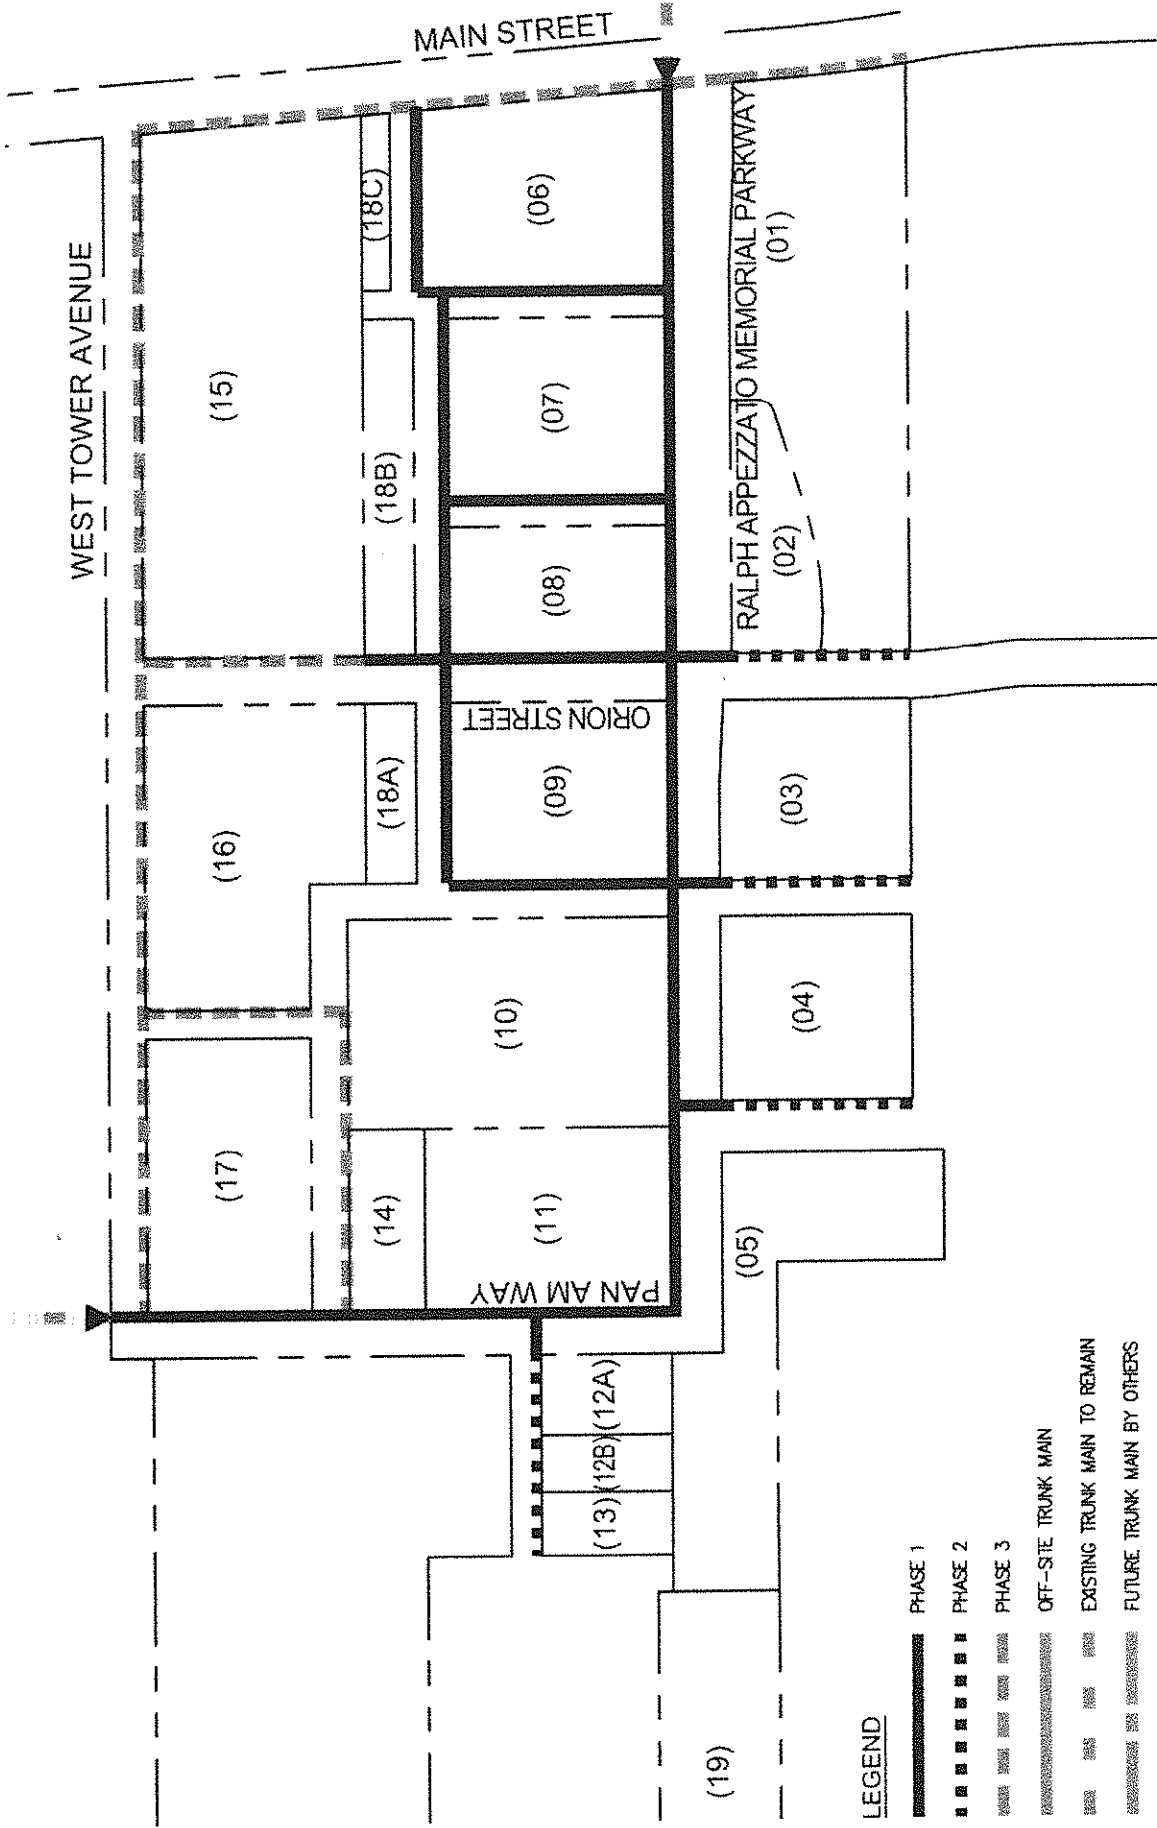 MAIN STREET
WEST TOWER AVENUE
(15)
(18C)
(06)
(18B)
(07)
(08)
RALPH APPEZZATO MEMORIAL PARKWAY
(01)
(02)
ORION STREET
(16)
(18A)
(09)
(03)
(10)
(04)
(17)
(14)
(11)
(05)
PAN AM WAY
(12A)
(12B)
(13)
(19)
LEGEND
PHASE 1
PHASE 2
PHASE 3
OFF-SITE TRUNK MAIN
EXISTING TRUNK MAIN TO REMAIN
FUTURE TRUNK MAIN BY OTHERS